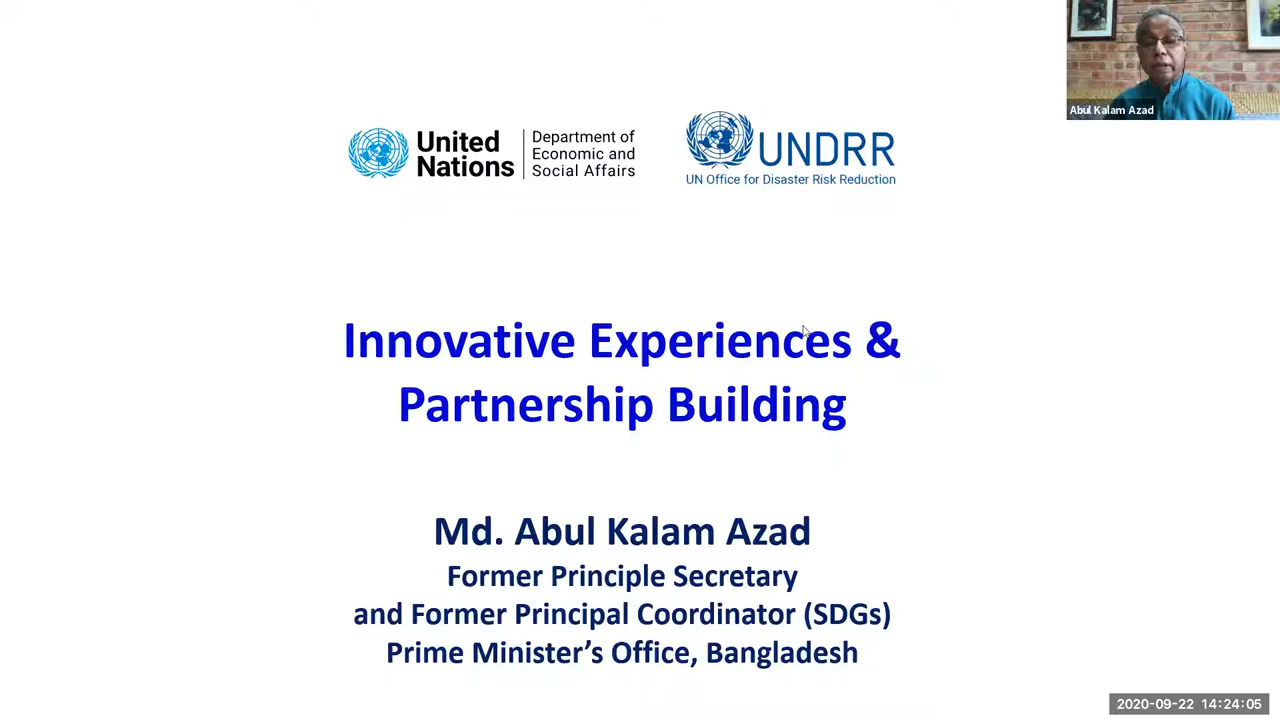 Abul Kalam Azad
United Nations
Department of Economic and Social Affairs
UNDRR
UN Office for Disaster Risk Reduction
Innovative Experiences &
Partnership Building
Md. Abul Kalam Azad
Former Principle Secretary
and Former Principal Coordinator (SDGs)
Prime Minister's Office, Bangladesh
2020-09-22 14:24:05